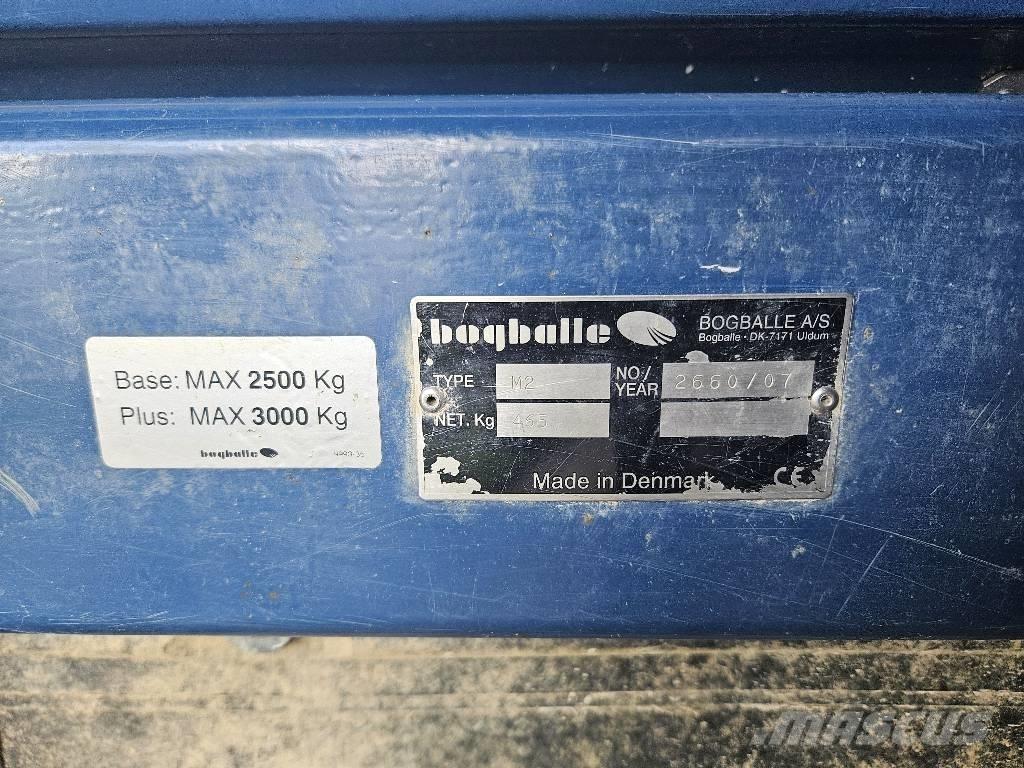 Base: MAX 2500 Kg
Plus: MAX 3000 Kg
bogballe
bogballe
BOGBALLE A/S
Bogballe · DK-7171 Uldum
TYPE M2 NO/YEAR 2660/07
NET. Kg 465
Made in Denmark CE
MASCUS